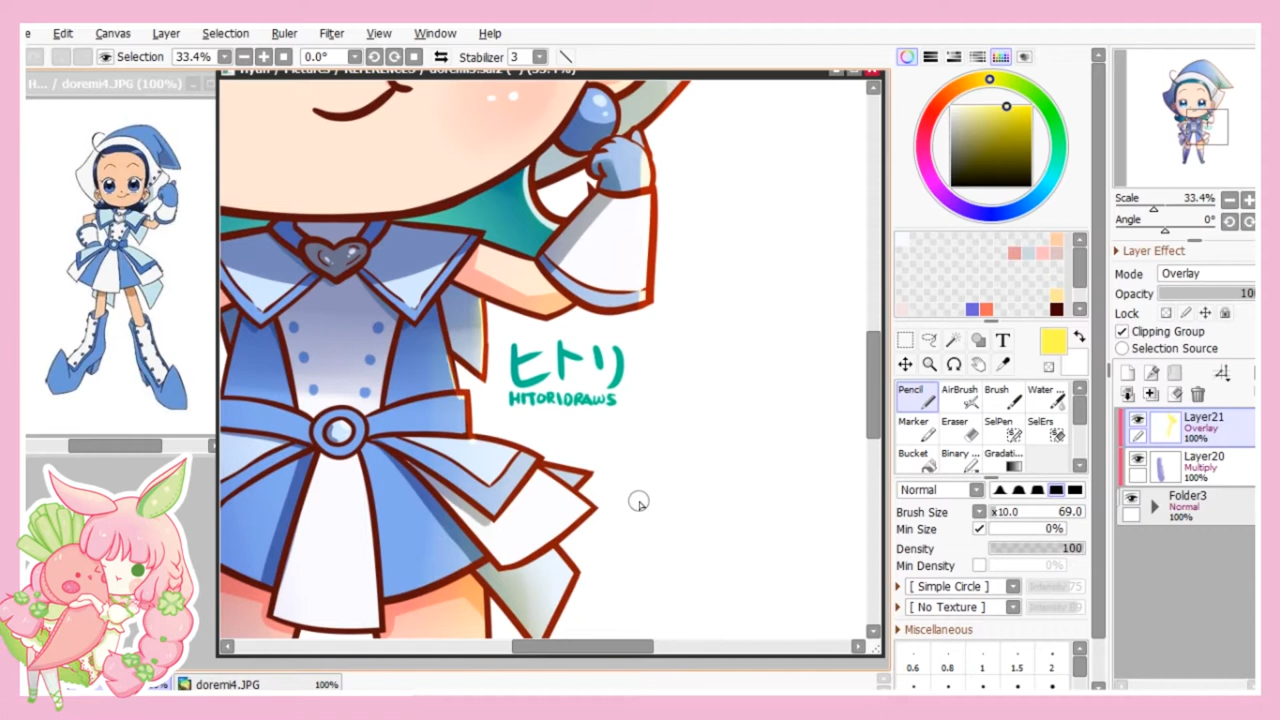 e Edit Canvas Layer Selection Ruler Filter View Window Help
Selection 33.4% 0.0° Stabilizer 3
H... / doremi4.JPG (100%)
ヒトリ
HITORIDRAWS
doremi4.JPG 100%
Pencil AirBrush Brush Water ...
Marker Eraser SelPen SelErs
Bucket Binary ... Gradati...
Normal
Brush Size x10.0 69.0
Min Size 0%
Density 100
Min Density 0%
[ Simple Circle ] Intensity 75
[ No Texture ]
Miscellaneous
0.6 0.8 1 1.5 2
Scale 33.4%
Angle 0°
Layer Effect
Mode Overlay
Opacity 10
Lock
Clipping Group
Selection Source
Layer21
Overlay
100%
Layer20
Multiply
100%
Folder3
Normal
100%